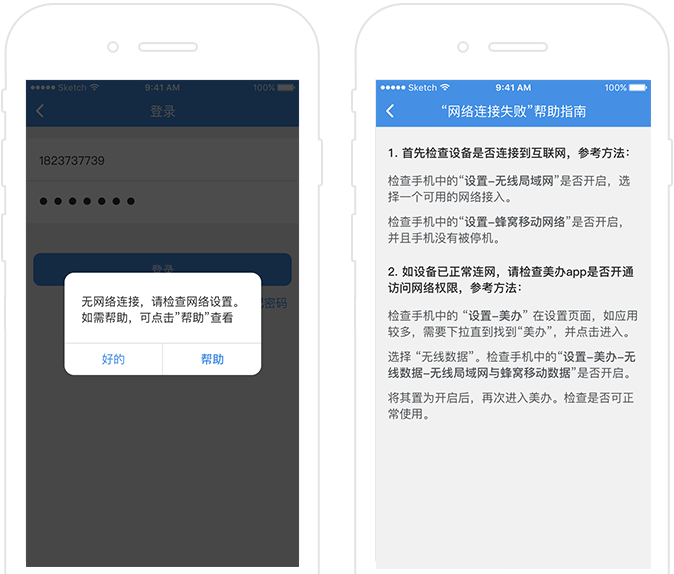 Sketch 9:41 AM 100%
登录
1823737739
登录
密码
无网络连接，请检查网络设置。
如需帮助，可点击”帮助”查看
好的 帮助
Sketch 9:41 AM 100%
“网络连接失败”帮助指南
1. 首先检查设备是否连接到互联网，参考方法：
检查手机中的“设置-无线局域网”是否开启，选
择一个可用的网络接入。
检查手机中的“设置-蜂窝移动网络”是否开启，
并且手机没有被停机。
2. 如设备已正常连网，请检查美办app是否开通
访问网络权限，参考方法：
检查手机中的 “设置-美办” 在设置页面，如应用
较多，需要下拉直到找到“美办”，并点击进入。
选择 “无线数据”。检查手机中的“设置-美办-无
线数据-无线局域网与蜂窝移动数据”是否开启。
将其置为开启后，再次进入美办。检查是否可正
常使用。